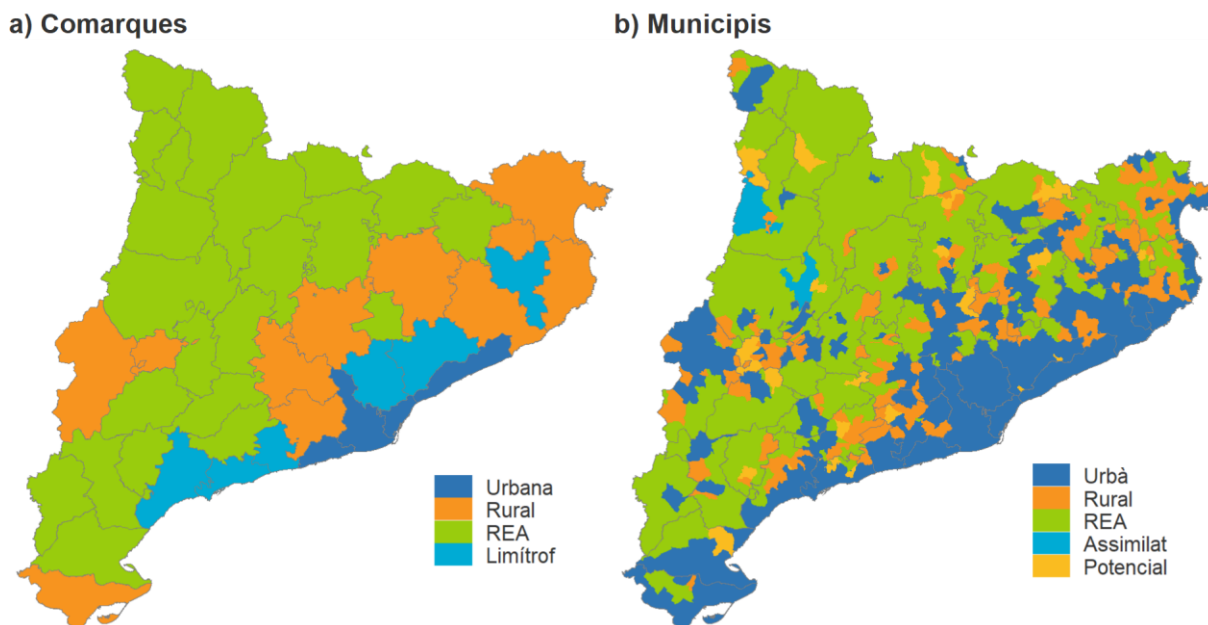 a) Comarques
b) Municipis
Urbana
Rural
REA
Limítrof
Urbà
Rural
REA
Assimilat
Potencial